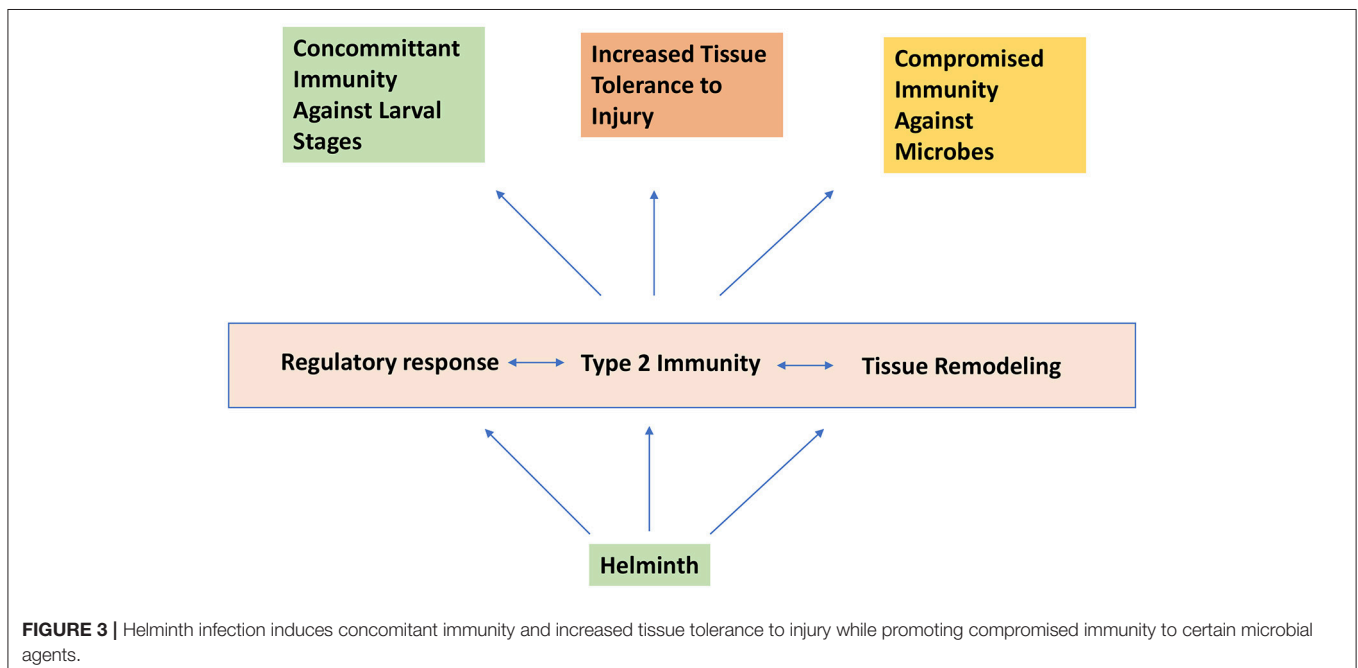 Concommittant
Immunity
Against Larval
Stages
Increased Tissue
Tolerance to
Injury
Compromised
Immunity
Against
Microbes
Regulatory response
Type 2 Immunity
Tissue Remodeling
Helminth
FIGURE 3 | Helminth infection induces concomitant immunity and increased tissue tolerance to injury while promoting compromised immunity to certain microbial
agents.